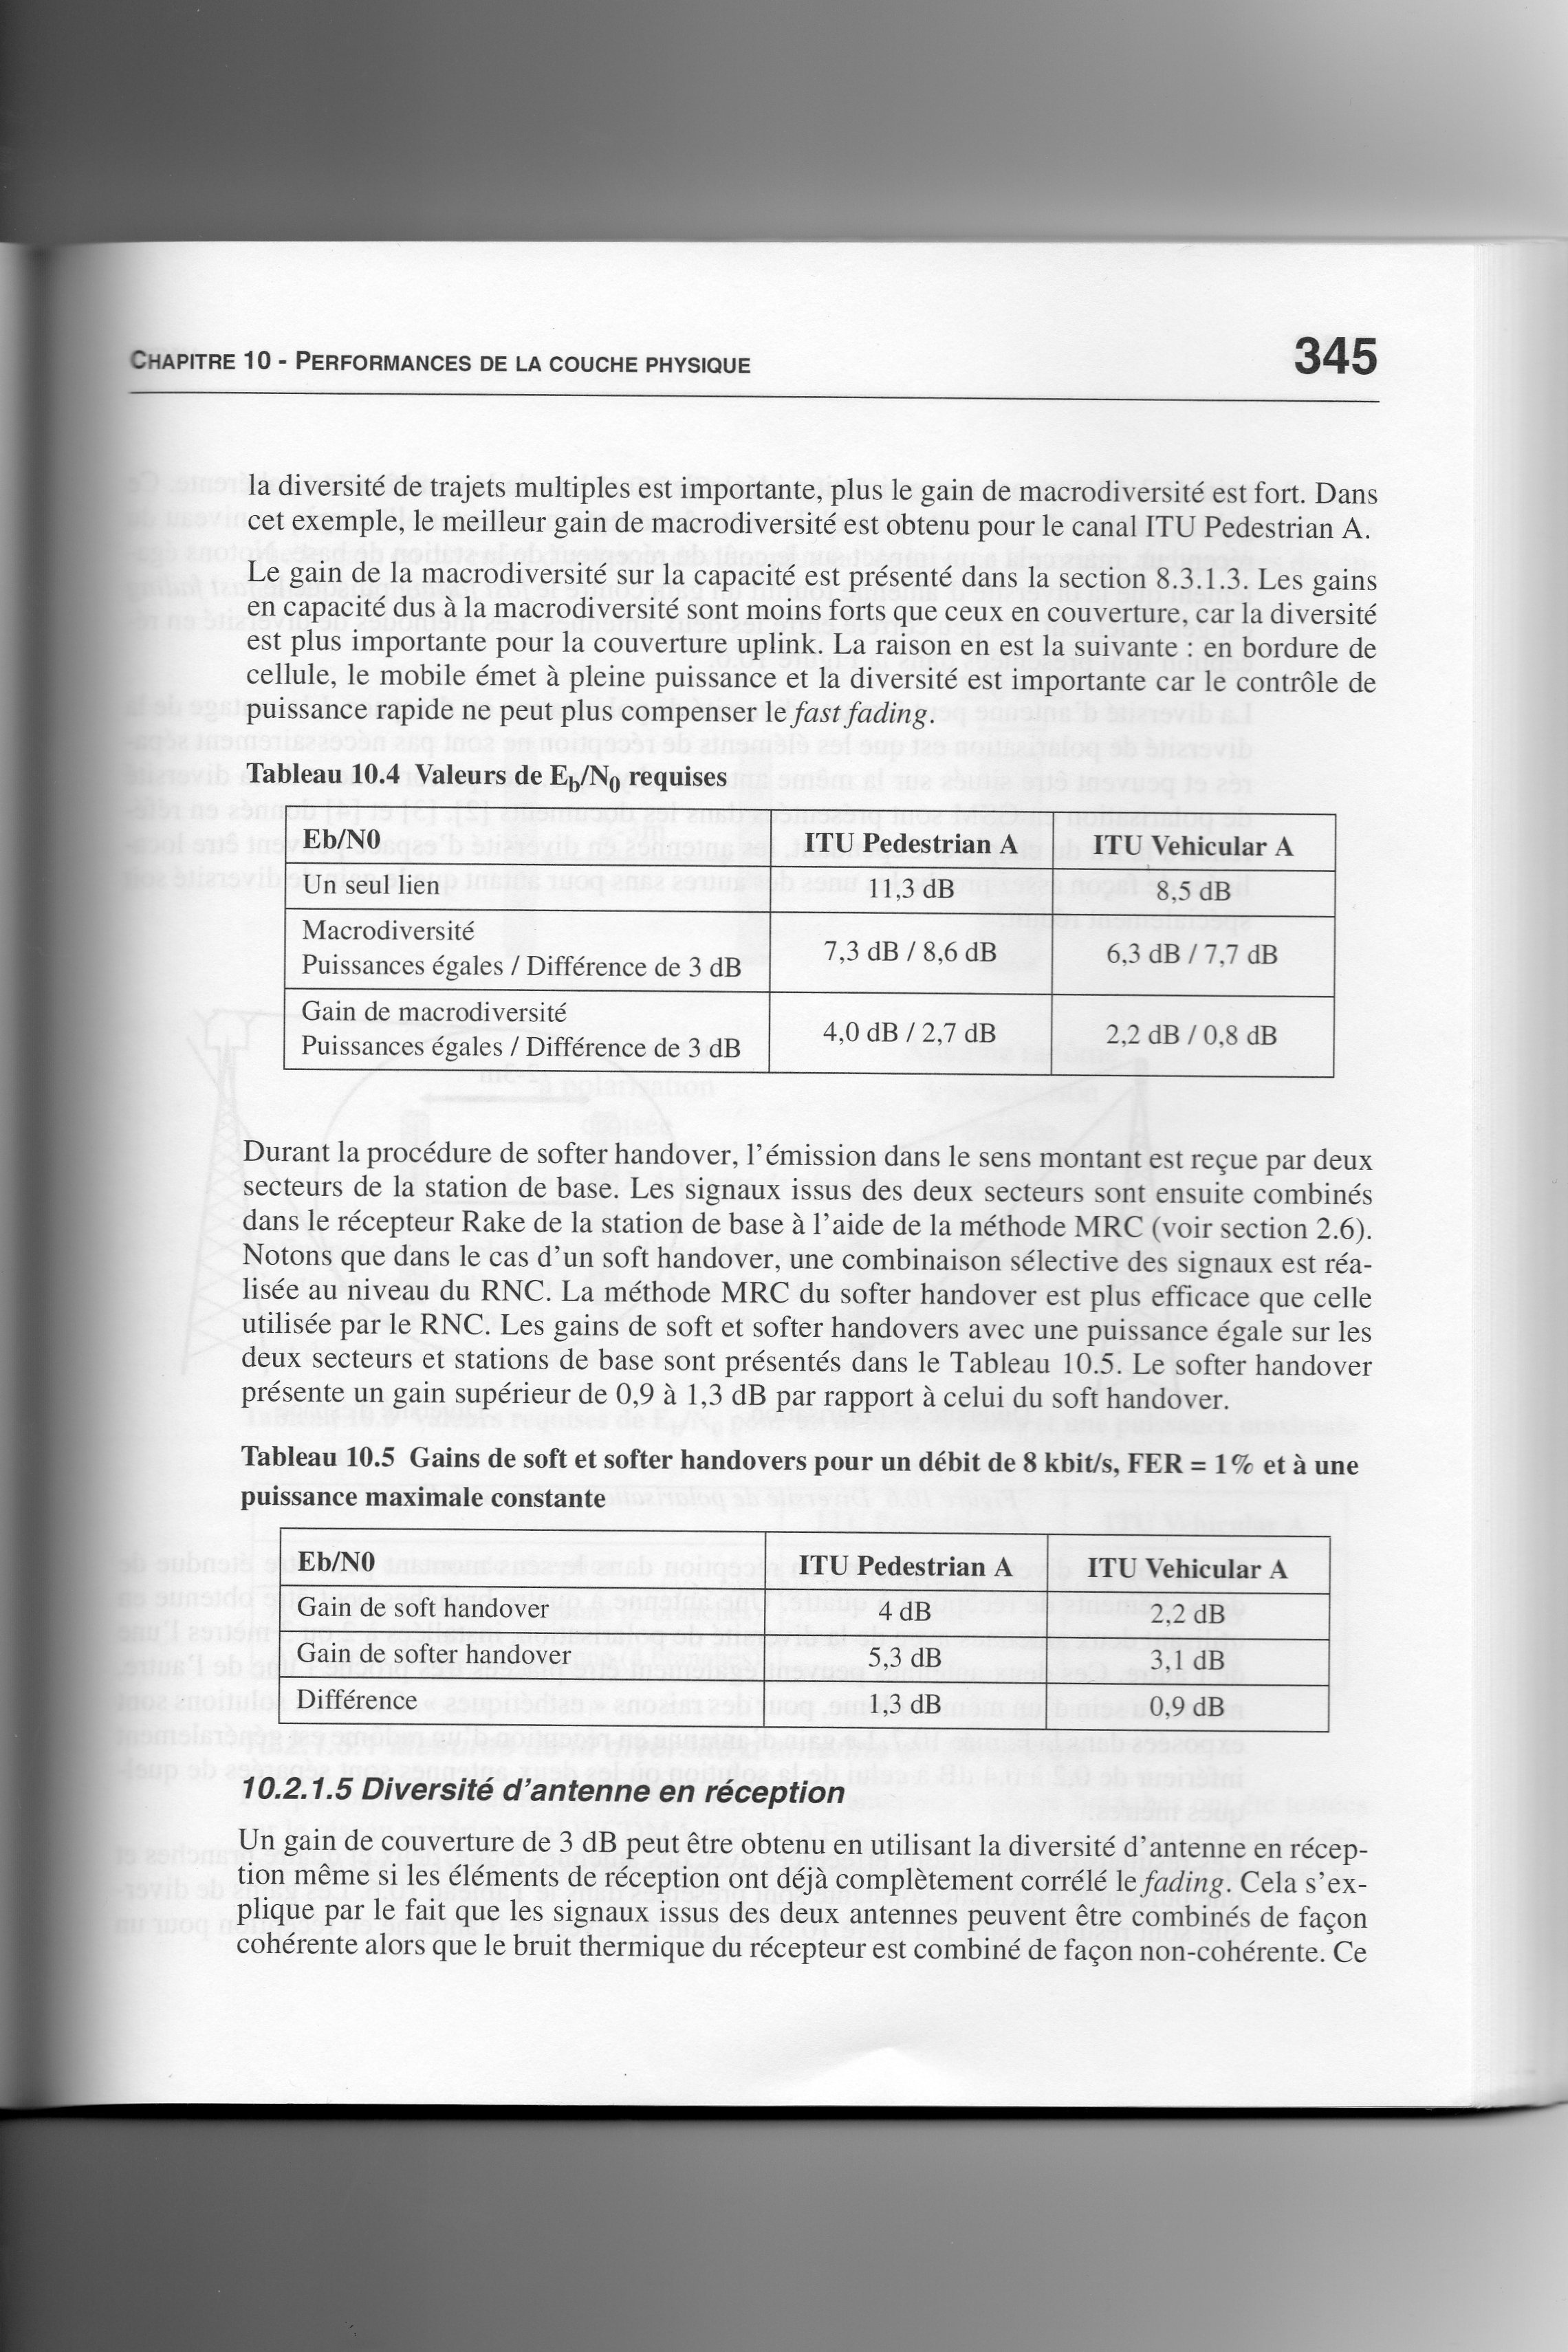 CHAPITRE 10 - PERFORMANCES DE LA COUCHE PHYSIQUE 345
la diversité de trajets multiples est importante, plus le gain de macrodiversité est fort. Dans
cet exemple, le meilleur gain de macrodiversité est obtenu pour le canal ITU Pedestrian A.
Le gain de la macrodiversité sur la capacité est présenté dans la section 8.3.1.3. Les gains
en capacité dus à la macrodiversité sont moins forts que ceux en couverture, car la diversité
est plus importante pour la couverture uplink. La raison en est la suivante : en bordure de
cellule, le mobile émet à pleine puissance et la diversité est importante car le contrôle de
puissance rapide ne peut plus compenser le fast fading.
Tableau 10.4 Valeurs de Eb/N0 requises
Eb/N0 ITU Pedestrian A ITU Vehicular A
Un seul lien 11,3 dB 8,5 dB
Macrodiversité
Puissances égales / Différence de 3 dB 7,3 dB / 8,6 dB 6,3 dB / 7,7 dB
Gain de macrodiversité
Puissances égales / Différence de 3 dB 4,0 dB / 2,7 dB 2,2 dB / 0,8 dB
Durant la procédure de softer handover, l'émission dans le sens montant est reçue par deux
secteurs de la station de base. Les signaux issus des deux secteurs sont ensuite combinés
dans le récepteur Rake de la station de base à l'aide de la méthode MRC (voir section 2.6).
Notons que dans le cas d'un soft handover, une combinaison sélective des signaux est réa-
lisée au niveau du RNC. La méthode MRC du softer handover est plus efficace que celle
utilisée par le RNC. Les gains de soft et softer handovers avec une puissance égale sur les
deux secteurs et stations de base sont présentés dans le Tableau 10.5. Le softer handover
présente un gain supérieur de 0,9 à 1,3 dB par rapport à celui du soft handover.
Tableau 10.5 Gains de soft et softer handovers pour un débit de 8 kbit/s, FER = 1% et à une
puissance maximale constante
Eb/N0 ITU Pedestrian A ITU Vehicular A
Gain de soft handover 4 dB 2,2 dB
Gain de softer handover 5,3 dB 3,1 dB
Différence 1,3 dB 0,9 dB
10.2.1.5 Diversité d'antenne en réception
Un gain de couverture de 3 dB peut être obtenu en utilisant la diversité d'antenne en récep-
tion même si les éléments de réception ont déjà complètement corrélé le fading. Cela s'ex-
plique par le fait que les signaux issus des deux antennes peuvent être combinés de façon
cohérente alors que le bruit thermique du récepteur est combiné de façon non-cohérente. Ce